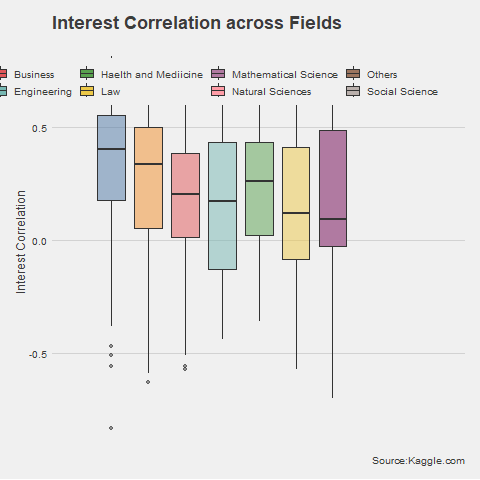 Interest Correlation across Fields
Business Haelth and Mediicine Mathematical Science Others
Engineering Law Natural Sciences Social Science
0.5
0.0
-0.5
Interest Correlation
Source:Kaggle.com